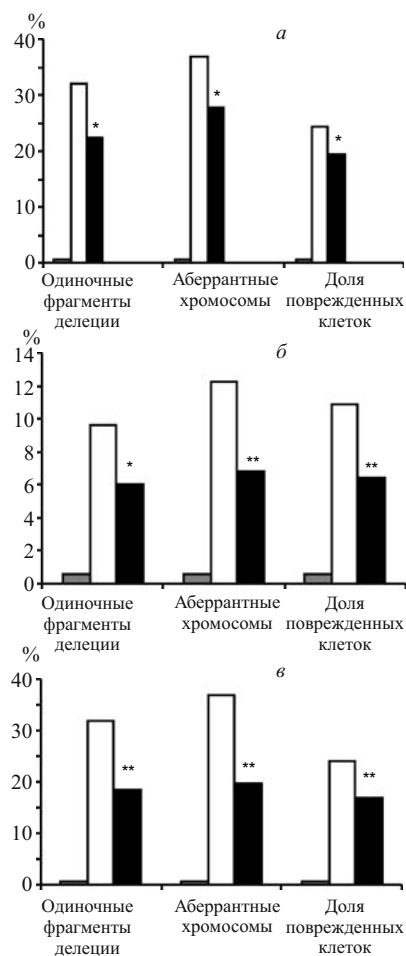 %
а
40
*
*
30
*
20
10
0
Одиночные Аберрантные Доля
фрагменты хромосомы поврежденных
делеции клеток
%
б
14
12
10
**
8
*
**
6
4
2
0
Одиночные Аберрантные Доля
фрагменты хромосомы поврежденных
делеции клеток
%
в
40
30
**
**
**
20
10
0
Одиночные Аберрантные Доля
фрагменты хромосомы поврежденных
делеции клеток